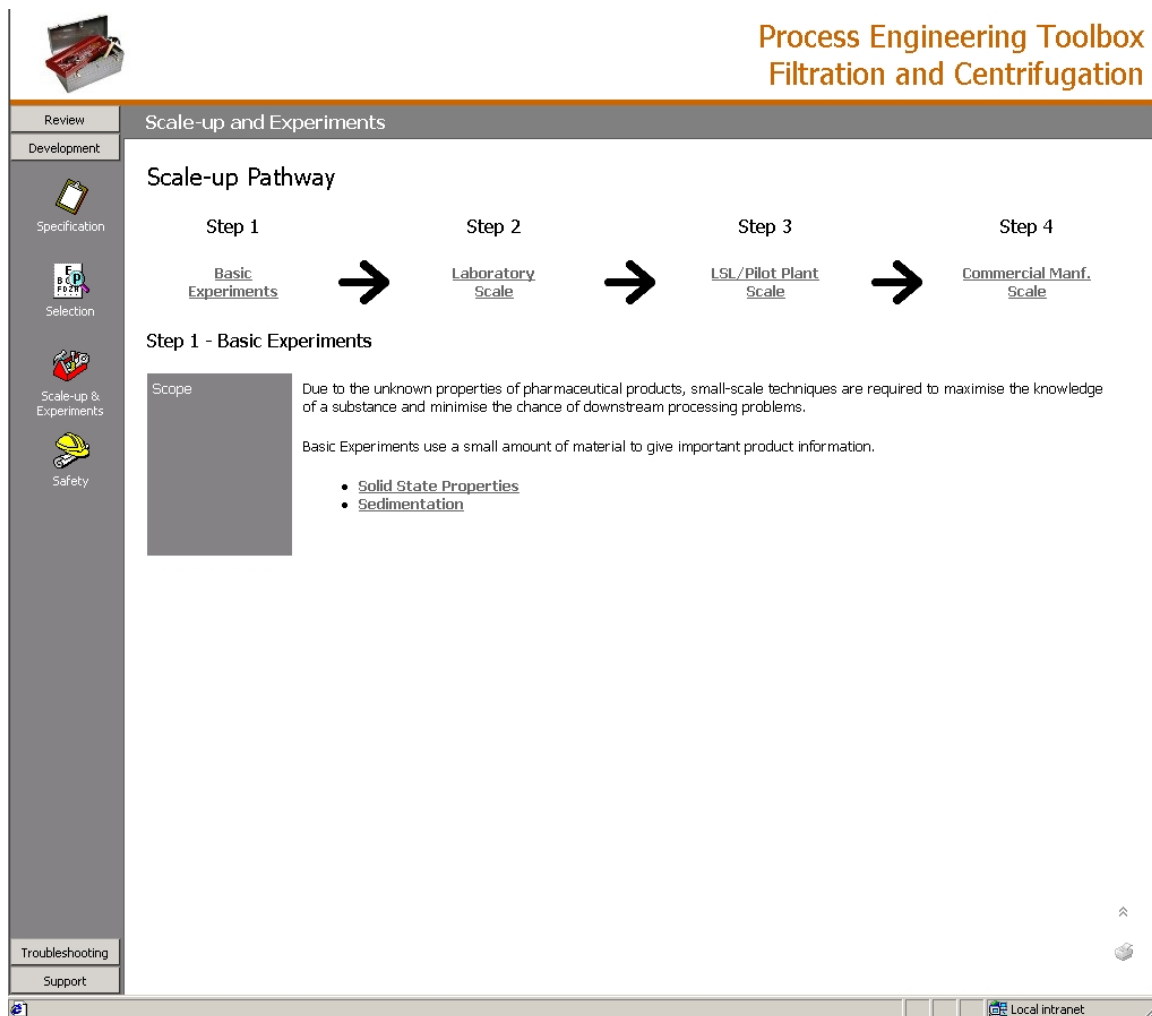 Process Engineering Toolbox
Filtration and Centrifugation
Review
Development
Specification
Selection
Scale-up &
Experiments
Safety
Troubleshooting
Support
Scale-up and Experiments
Scale-up Pathway
Step 1
Step 2
Step 3
Step 4
Basic
Experiments
Laboratory
Scale
LSL/Pilot Plant
Scale
Commercial Manf.
Scale
Step 1 - Basic Experiments
Scope
Due to the unknown properties of pharmaceutical products, small-scale techniques are required to maximise the knowledge
of a substance and minimise the chance of downstream processing problems.
Basic Experiments use a small amount of material to give important product information.
• Solid State Properties
• Sedimentation
Local intranet